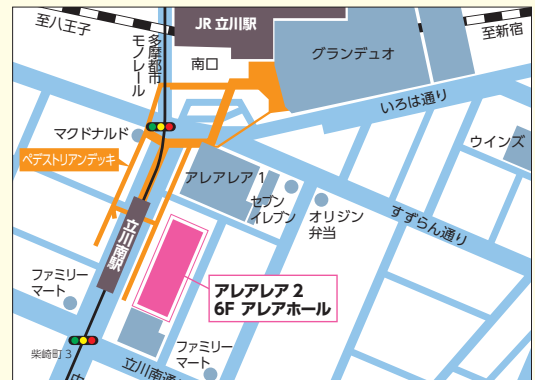 至八王子
多摩都市
モノレール
JR 立川駅
南口
グランデュオ
至新宿
いろは通り
マクドナルド
ウインズ
ペデストリアンデッキ
アレアレア 1
セブン
イレブン
オリジン
弁当
すずらん通り
立川南駅
ファミリー
マート
アレアレア 2
6F アレアホール
柴崎町 3
ファミリー
マート
立川南通
中